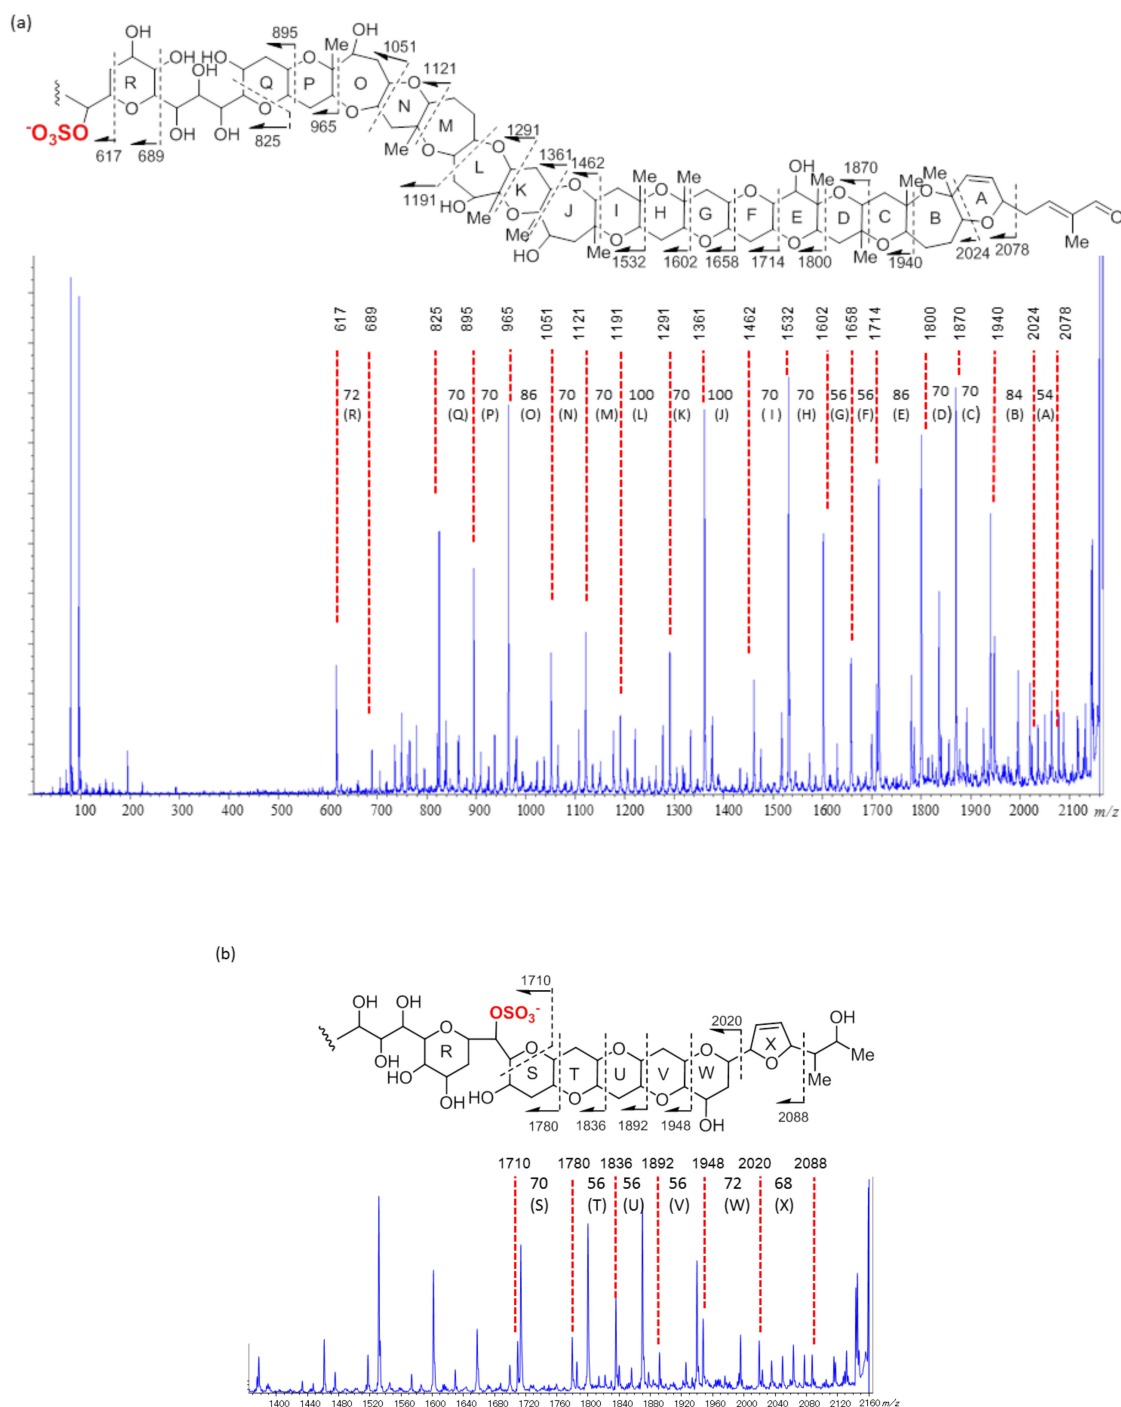 (a)
OH
Me
OH
895
1051
OH
HO
1121
R
OH
OH
Q
P
O
O
O
N
O
O
M
-O3SO
OH
OH
O
O
Me
O
O
1291
617
689
825
965
L
1361
1462
1870
1191
K
OH
HO
Me
O
J
O
I
O
H
O
G
O
F
O
E
O
D
O
C
O
B
O
A
Me
Me
Me
Me
Me
Me
HO
Me
O
O
O
O
Me
O
O
1532
1602
1658
1714
1800
1940
2024
2078
617 689 825 895 965 1051 1121 1191 1291 1361 1462 1532 1602 1658 1714 1800 1870 1940 2024 2078
72 70 70 86 70 70 100 70 100 70 70 56 56 86 70 70 84 54
(R) (Q) (P) (O) (N) (M) (L) (K) (J) (I) (H) (G) (F) (E) (D) (C) (B) (A)
100 200 300 400 500 600 700 800 900 1000 1100 1200 1300 1400 1500 1600 1700 1800 1900 2000 2100 m/z
(b)
1710
OH
OH
OSO3-
2020
OH
O
R
O
O
O
X
OH
OH
S
T
U
V
W
O
Me
HO
OH
HO
O
O
Me
OH
1780
1836
1892
1948
2088
1710 1780 1836 1892 1948 2020 2088
70 56 56 56 72 68
(S) (T) (U) (V) (W) (X)
1400 1440 1480 1520 1560 1600 1640 1680 1720 1760 1800 1840 1880 1920 1960 2000 2040 2080 2120 2160 m/z